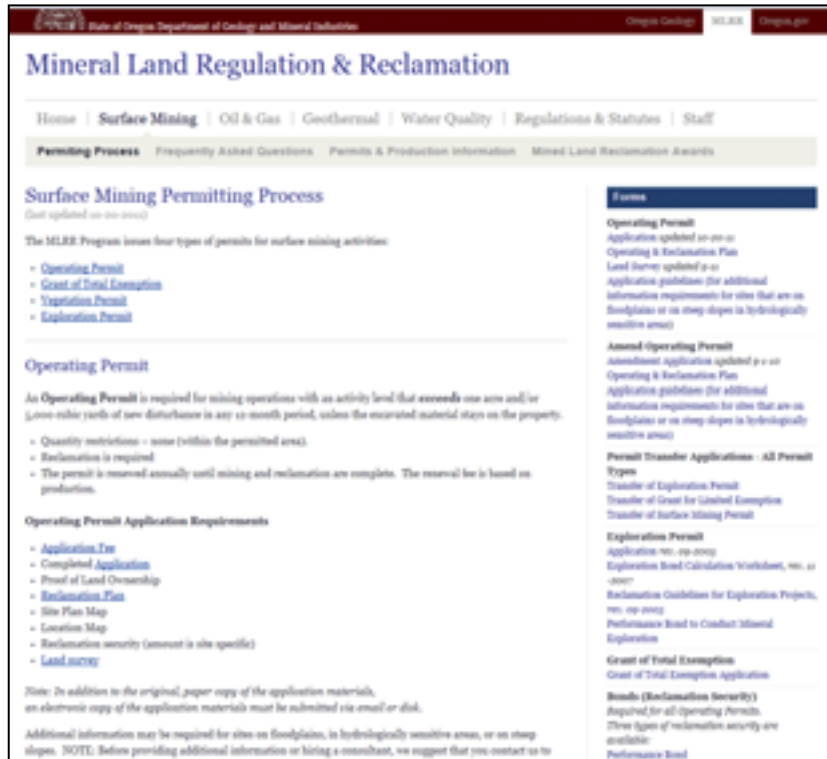 State of Oregon Department of Geology and Mineral Industries
Oregon Geology
MLRR
Oregon.gov
Mineral Land Regulation & Reclamation
Home | Surface Mining | Oil & Gas | Geothermal | Water Quality | Regulations & Statutes | Staff
Permitting Process Frequently Asked Questions Permits & Production Information Mined Land Reclamation Awards
Surface Mining Permitting Process
(last updated
The MLRR Program issues four types of permits for surface mining activities:
Operating Permit
Grant of Total Exemption
Vegetation Permit
Exploration Permit
Operating Permit
An Operating Permit is required for mining operations with an activity level that exceeds one acre and/or
5,000 cubic yards of new disturbance in any 12-month period, unless the excavated material stays on the property.
Quantity restrictions – none (within the permitted area).
Reclamation is required
The permit is renewed annually until mining and reclamation are complete. The renewal fee is based on
production.
Operating Permit Application Requirements
Application Fee
Completed Application
Proof of Land Ownership
Reclamation Plan
Site Plan Map
Location Map
Reclamation security (amount is site specific)
Land survey
Note: In addition to the original, paper copy of the application materials,
an electronic copy of the application materials must be submitted via email or disk.
Additional information may be required for sites on floodplains, in hydrologically sensitive areas, or on steep
slopes. NOTE: Before providing additional information or hiring a consultant, we suggest that you contact us to
Forms
Operating Permit
Application updated
Operating & Reclamation Plan
Land Survey updated
Application guidelines (for additional
information requirements for sites that are on
floodplains or on steep slopes in hydrologically
sensitive areas)
Amend Operating Permit
Amendment Application updated
Operating & Reclamation Plan
Application guidelines (for additional
information requirements for sites that are on
floodplains or on steep slopes in hydrologically
sensitive areas)
Permit Transfer Applications - All Permit
Types
Transfer of Exploration Permit
Transfer of Grant for Limited Exemption
Transfer of Surface Mining Permit
Exploration Permit
Application rev. 09-2005
Exploration Bond Calculation Worksheet, rev. 11
-2007
Reclamation Guidelines for Exploration Projects,
rev. 09-2005
Performance Bond to Conduct Mineral
Exploration
Grant of Total Exemption
Grant of Total Exemption Application
Bonds (Reclamation Security)
Required for all Operating Permits.
Three types of reclamation security are
available:
Performance Bond